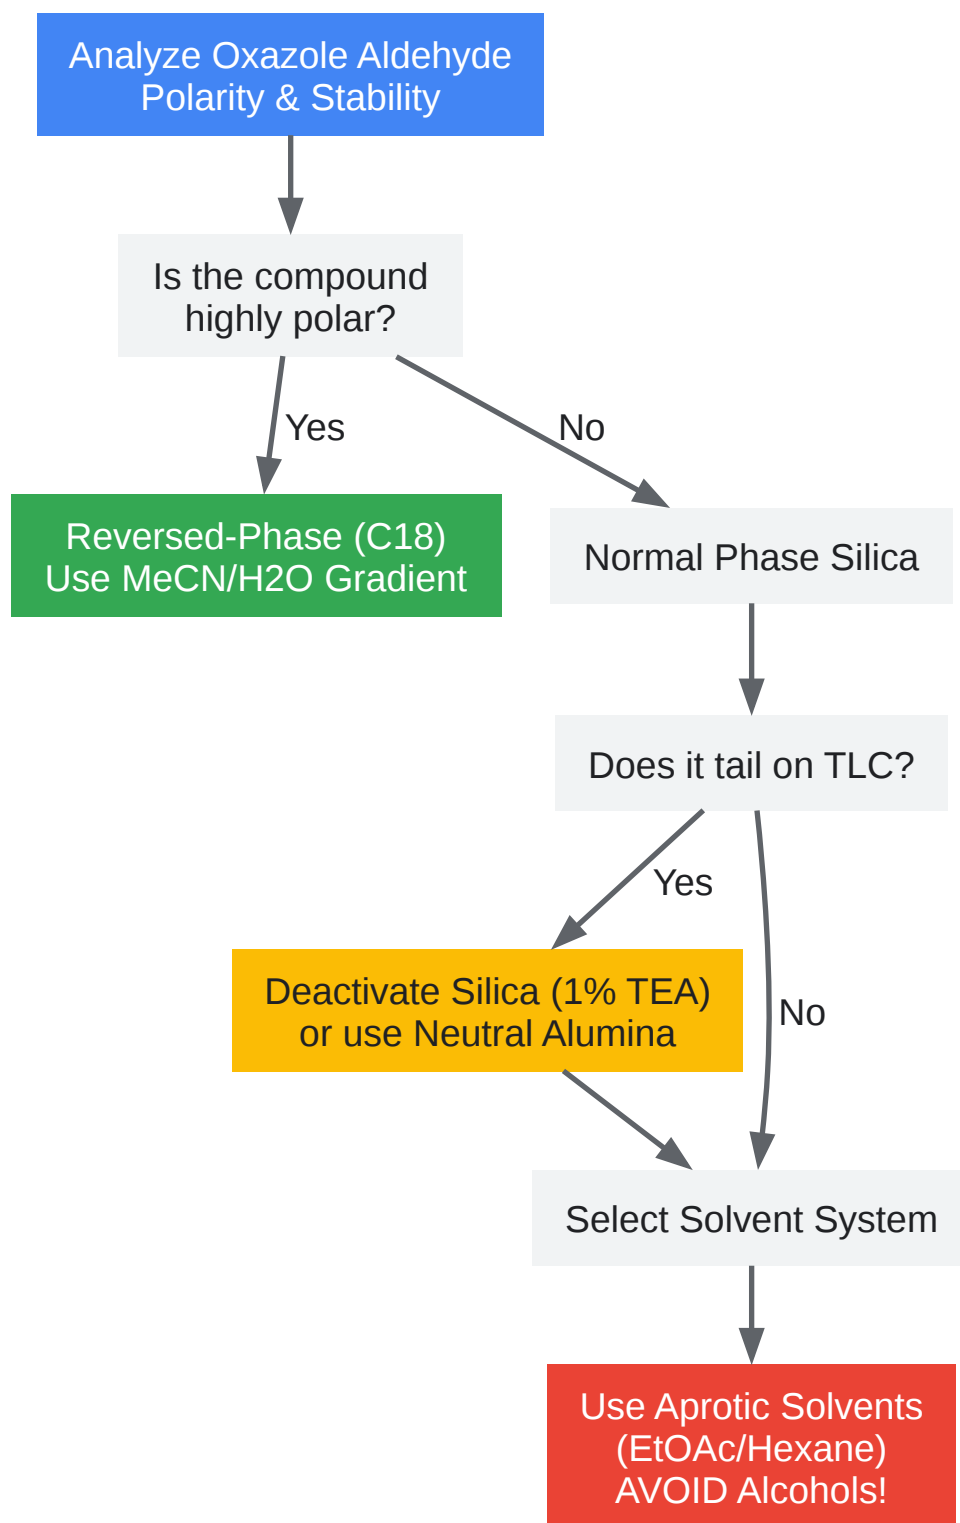 Analyze Oxazole Aldehyde
Polarity & Stability
Is the compound
highly polar?
Yes
No
Reversed-Phase (C18)
Use MeCN/H2O Gradient
Normal Phase Silica
Does it tail on TLC?
Yes
Deactivate Silica (1% TEA)
or use Neutral Alumina
No
Select Solvent System
Use Aprotic Solvents
(EtOAc/Hexane)
AVOID Alcohols!